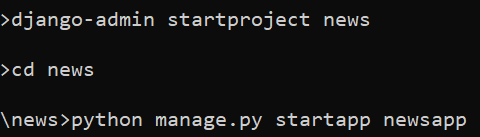 >django-admin startproject news
>cd news
\news>python manage.py startapp newsapp